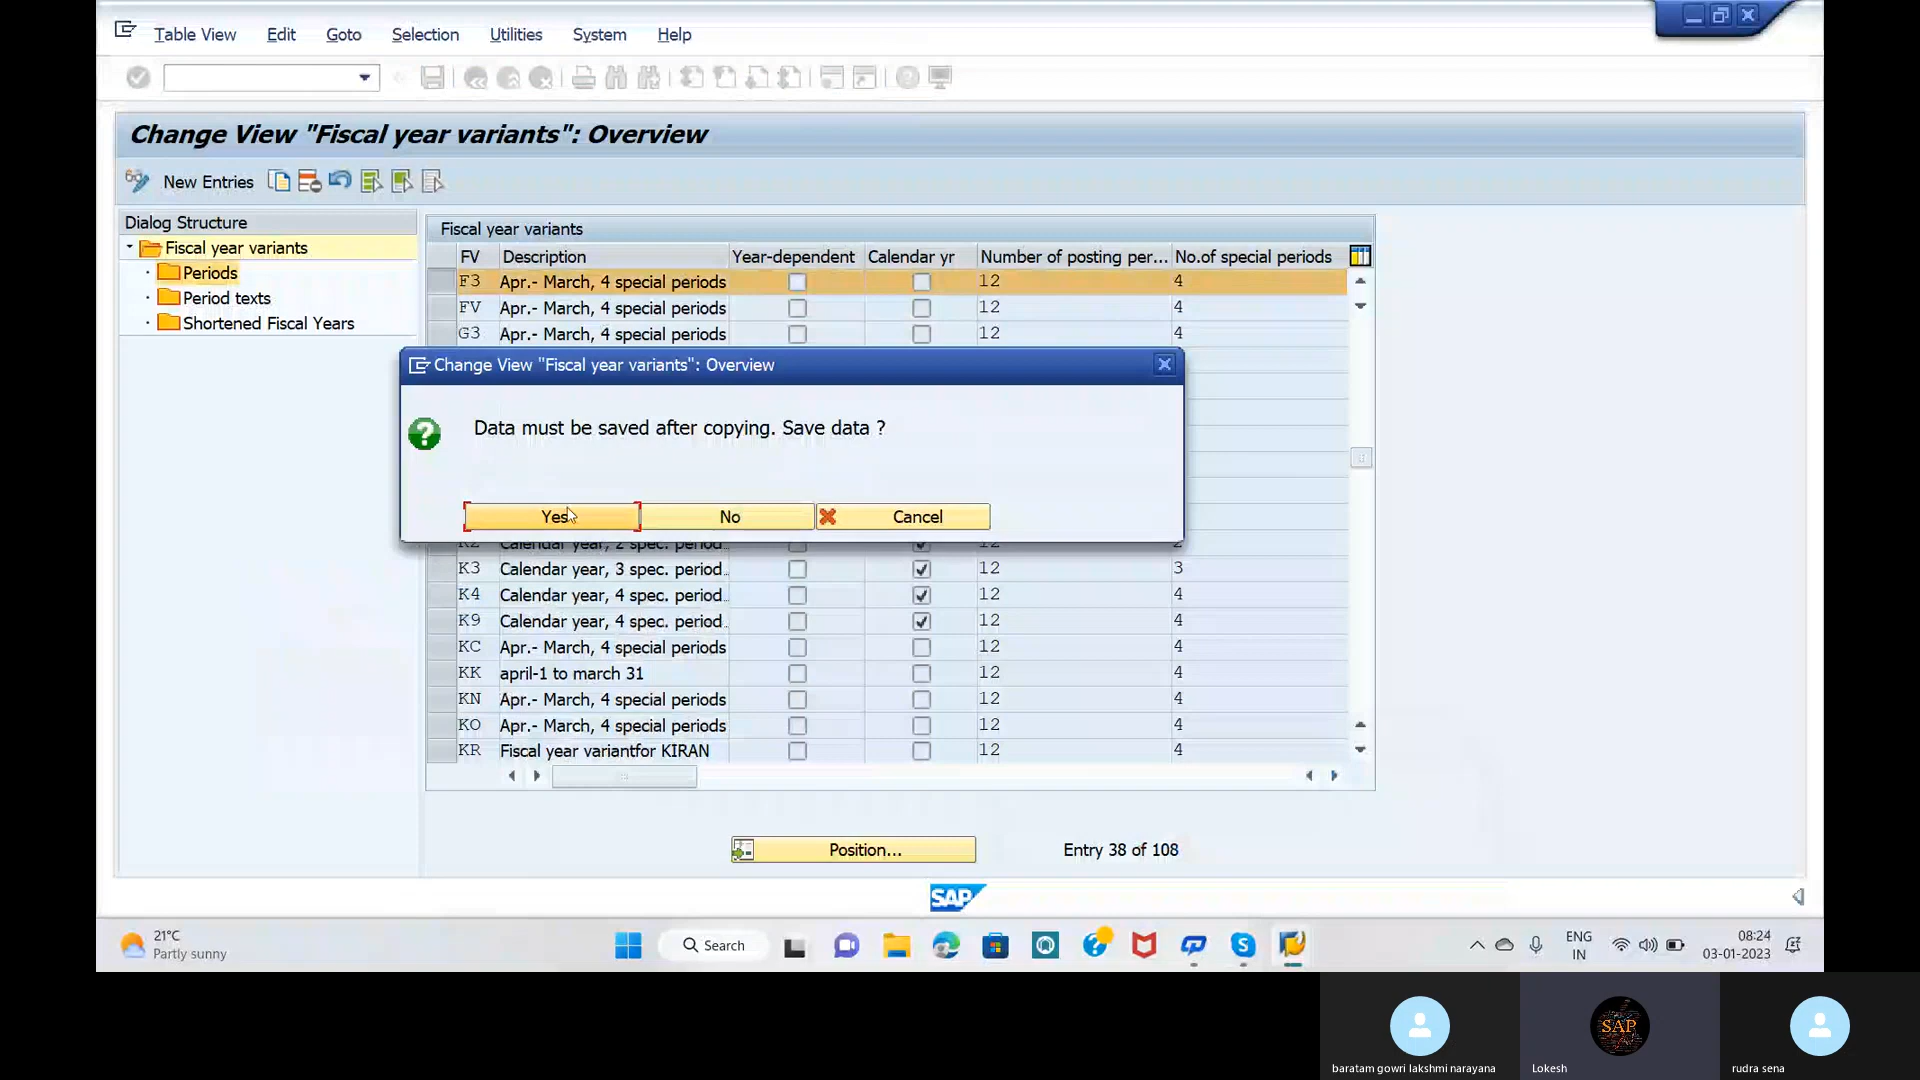 Table View Edit Goto Selection Utilities System Help
Change View "Fiscal year variants": Overview
New Entries
Dialog Structure
Fiscal year variants
Periods
Period texts
Shortened Fiscal Years
Fiscal year variants
FV Description Year-dependent Calendar yr Number of posting per... No.of special periods
F3 Apr.- March, 4 special periods 12 4
FV Apr.- March, 4 special periods 12 4
G3 Apr.- March, 4 special periods 12 4
Change View "Fiscal year variants": Overview
Data must be saved after copying. Save data ?
Yes No Cancel
K2 Calendar year, 2 spec. period.. 12 2
K3 Calendar year, 3 spec. period.. 12 3
K4 Calendar year, 4 spec. period.. 12 4
K9 Calendar year, 4 spec. period.. 12 4
KC Apr.- March, 4 special periods 12 4
KK april-1 to march 31 12 4
KN Apr.- March, 4 special periods 12 4
KO Apr.- March, 4 special periods 12 4
KR Fiscal year variantfor KIRAN 12 4
Position... Entry 38 of 108
SAP
21°C
Partly sunny
Search
ENG
IN
08:24
03-01-2023
SAP
baratam gowri lakshmi narayana
Lokesh
rudra sena